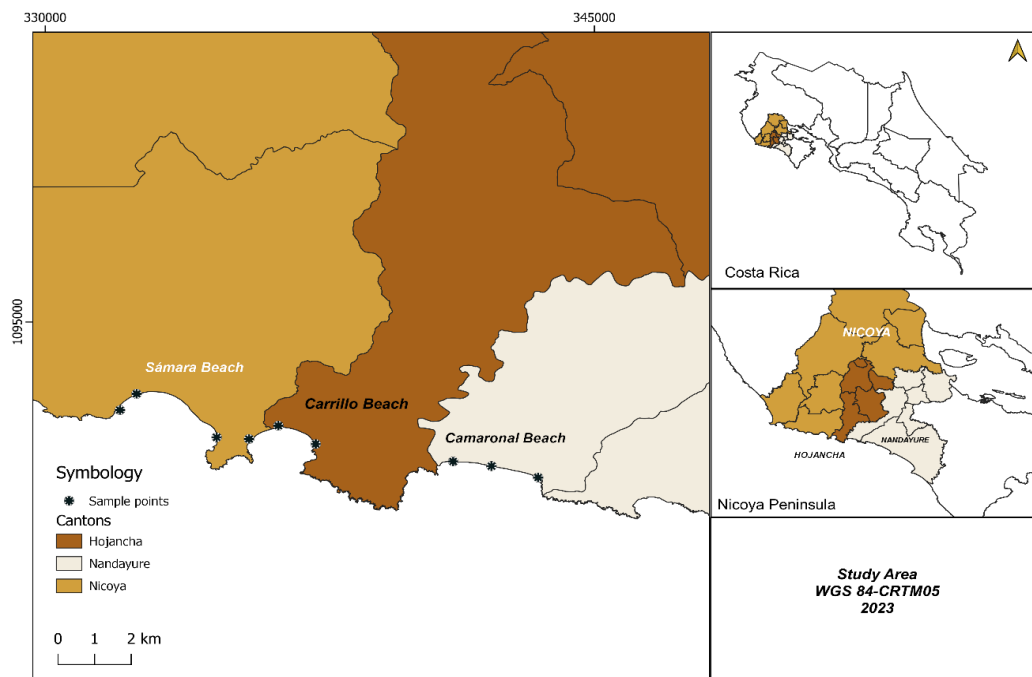 330000
345000
1095000
Sámara Beach
Carrillo Beach
Camaronal Beach
Symbology
Sample points
Cantons
Hojancha
Nandayure
Nicoya
0 1 2 km
Costa Rica
NICOYA
NANDAYURE
HOJANCHA
Nicoya Peninsula
Study Area
WGS 84-CRTM05
2023